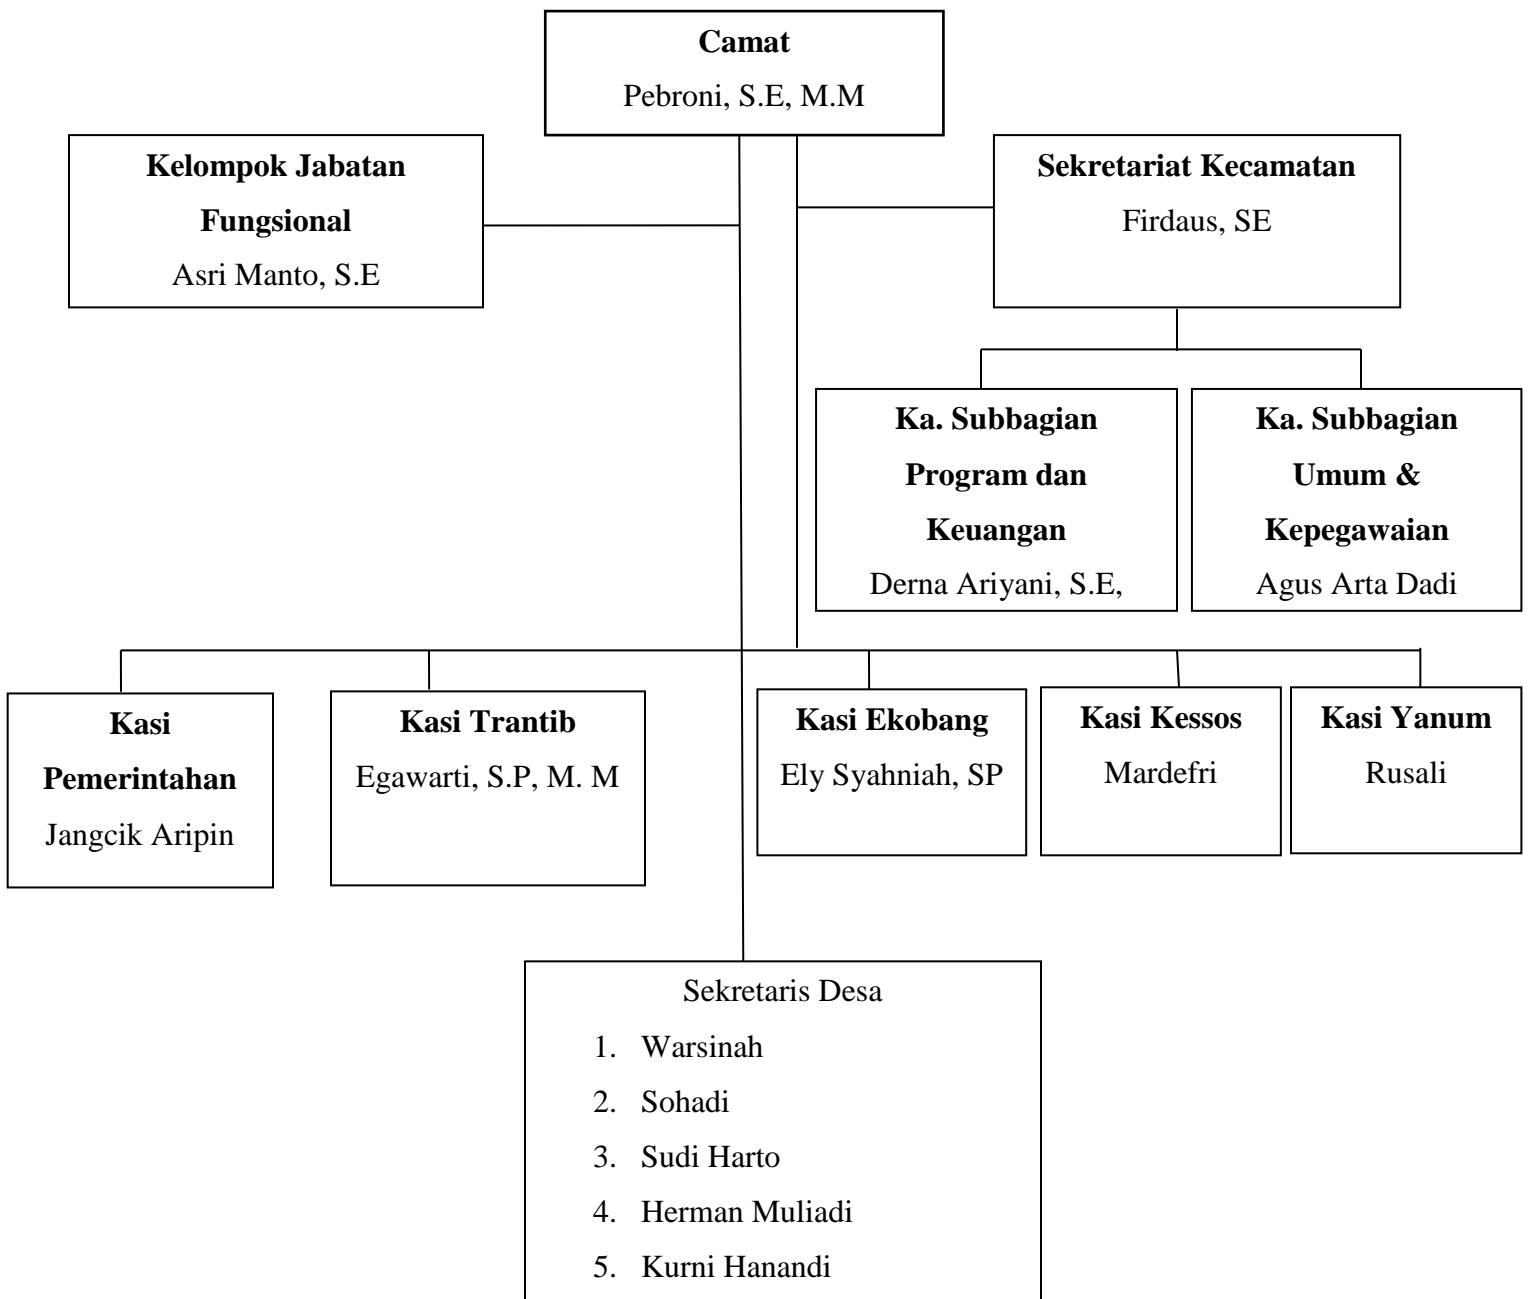 Camat
Pebroni, S.E, M.M
Kelompok Jabatan
Fungsional
Asri Manto, S.E
Sekretariat Kecamatan
Firdaus, SE
Ka. Subbagian
Program dan
Keuangan
Derna Ariyani, S.E,
Ka. Subbagian
Umum &
Kepegawaian
Agus Arta Dadi
Kasi
Pemerintahan
Jangcik Aripin
Kasi Trantib
Egawarti, S.P, M. M
Kasi Ekobang
Ely Syahniah, SP
Kasi Kessos
Mardefri
Kasi Yanum
Rusali
Sekretaris Desa
1. Warsinah
2. Sohadi
3. Sudi Harto
4. Herman Muliadi
5. Kurni Hanandi